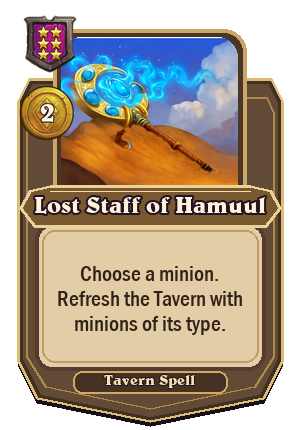 2
Lost Staff of Hamuul
Choose a minion.
Refresh the Tavern with
minions of its type.
Tavern Spell